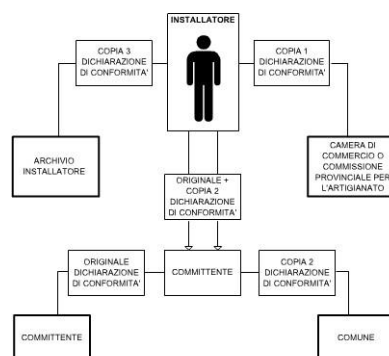 INSTALLATORE
COPIA 3
DICHIARAZIONE
DI CONFORMITA'
COPIA 1
DICHIARAZIONE
DI CONFORMITA'
ARCHIVIO
INSTALLATORE
CAMERA DI
COMMERCIO O
COMMISSIONE
PROVINCIALE PER
L'ARTIGIANATO
ORIGINALE +
COPIA 2
DICHIARAZIONE
DI CONFORMITA'
ORIGINALE
DICHIARAZIONE
DI CONFORMITA'
COMMITTENTE
COPIA 2
DICHIARAZIONE
DI CONFORMITA'
COMMITTENTE
COMUNE